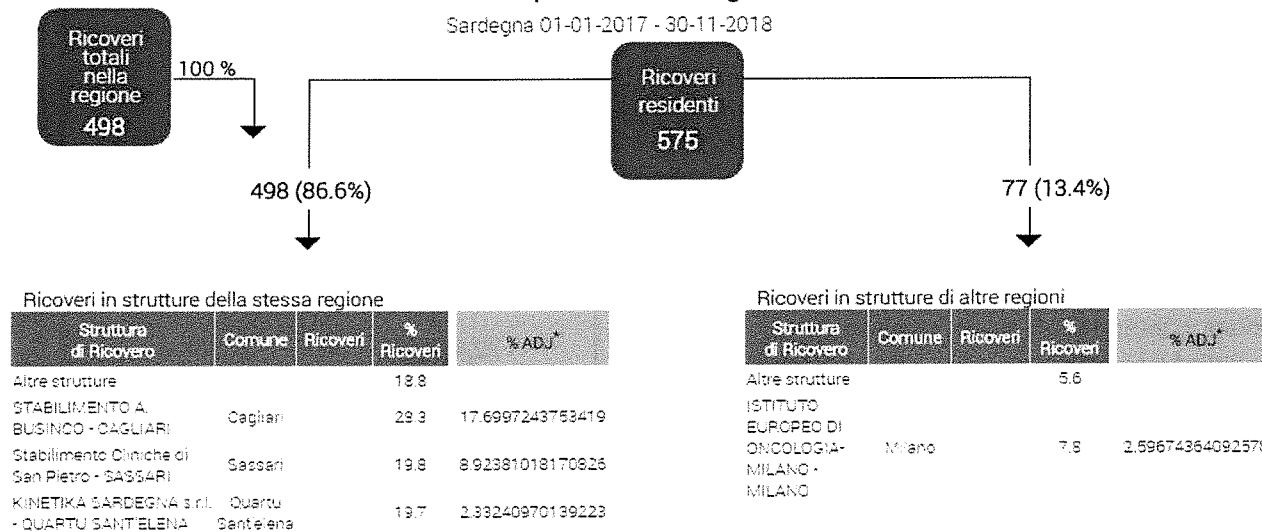 Sardegna 01-01-2017 - 30-11-2018
Ricoveri
totali
nella
regione
498
100 %
Ricoveri
residenti
575
498 (86.6%)
77 (13.4%)
Ricoveri in strutture della stessa regione
Struttura di Ricovero Comune Ricoveri % Ricoveri % ADJ*
Altre strutture
STABILIMENTO A.
BUSINCO - CAGLIARI Cagliari 17.6997243753419
Stabilimento Cliniche di
San Pietro - SASSARI Sassari 19.8 8.92381018170826
KINETIKA SARDEGNA s.r.l. Quartu
- QUARTU SANT'ELENA Sant'elena 19.7 2.33240970139223
Ricoveri in strutture di altre regioni
Struttura di Ricovero Comune Ricoveri % Ricoveri % ADJ*
Altre strutture 5.6
ISTITUTO
EUROPEO DI
ONCOLOGIA- Milano 7.8 2.59674364092578
MILANO -
MILANO